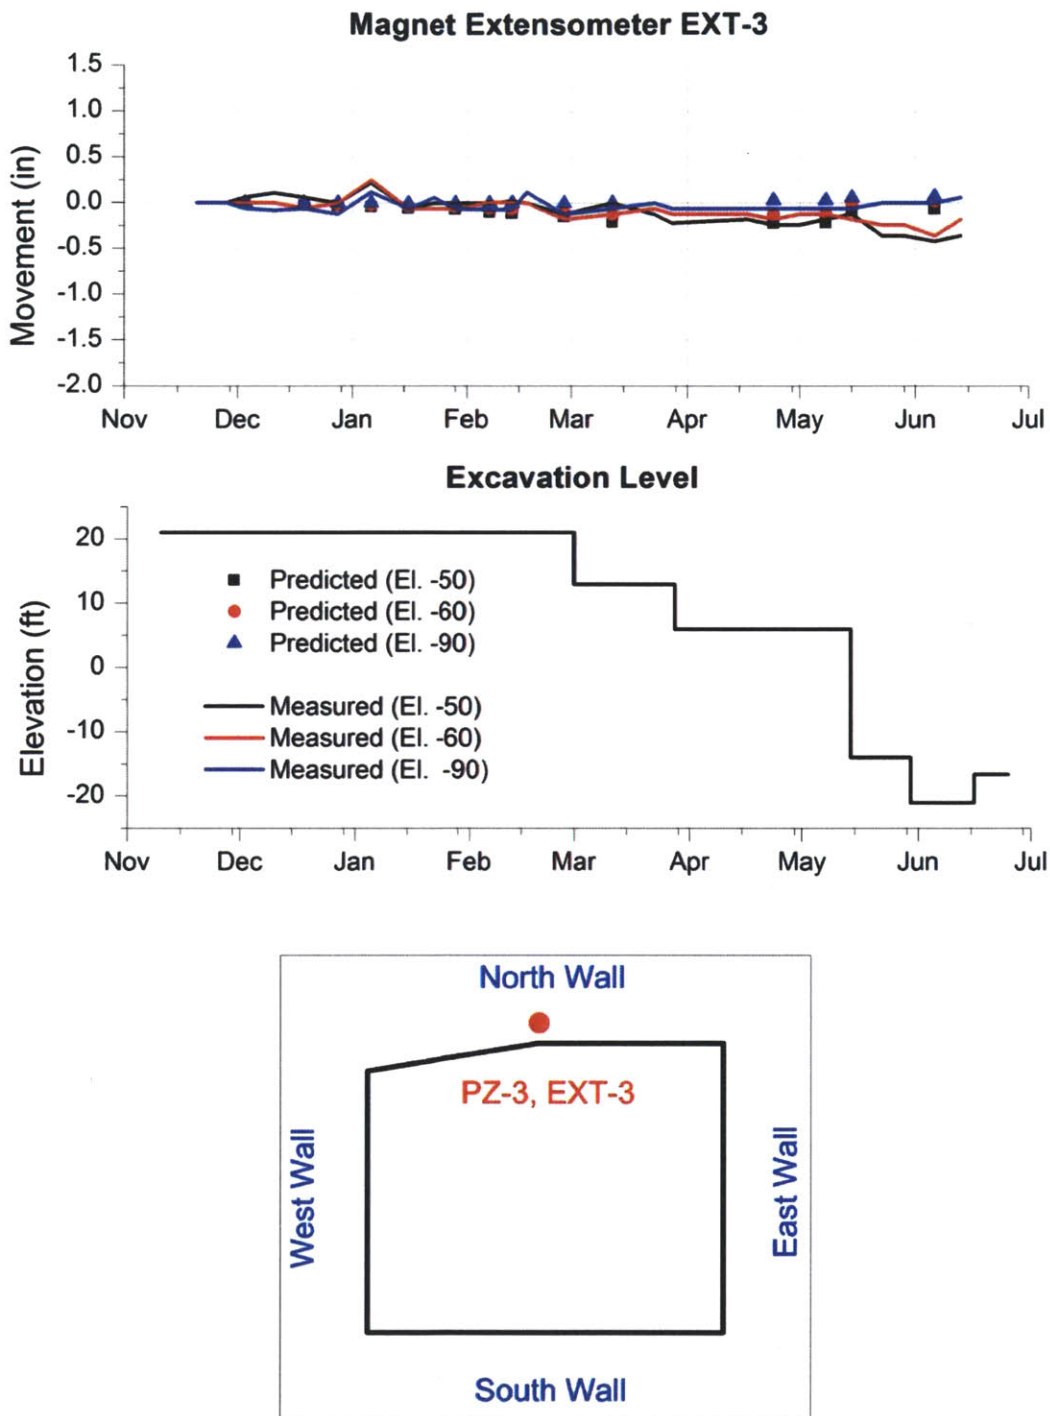 Magnet Extensometer EXT-3
1.5
1.0
0.5
0.0
-0.5
-1.0
-1.5
-2.0
Movement (in)
Nov Dec Jan Feb Mar Apr May Jun Jul
Excavation Level
20
10
0
-10
-20
Elevation (ft)
Predicted (El. -50)
Predicted (El. -60)
Predicted (El. -90)
Measured (El. -50)
Measured (El. -60)
Measured (El. -90)
Nov Dec Jan Feb Mar Apr May Jun Jul
North Wall
PZ-3, EXT-3
West Wall
East Wall
South Wall